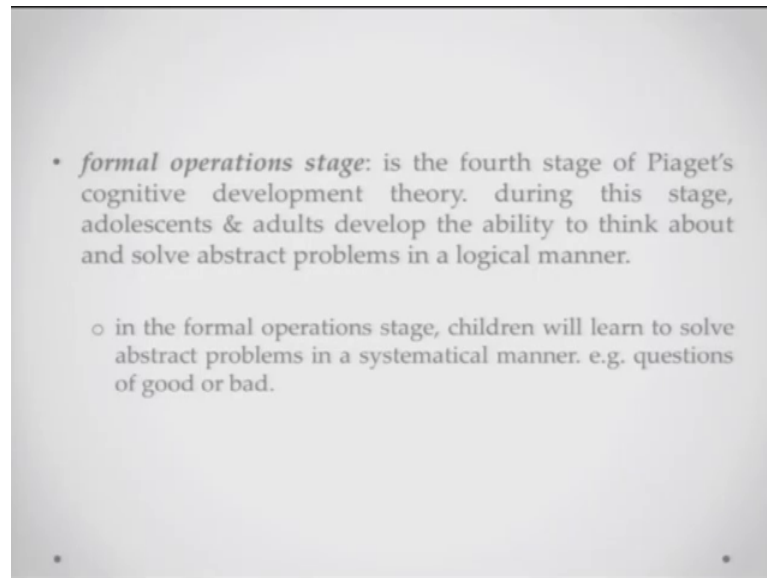 • formal operations stage: is the fourth stage of Piaget's
cognitive development theory. during this stage,
adolescents & adults develop the ability to think about
and solve abstract problems in a logical manner.
o in the formal operations stage, children will learn to solve
abstract problems in a systematical manner. e.g. questions
of good or bad.